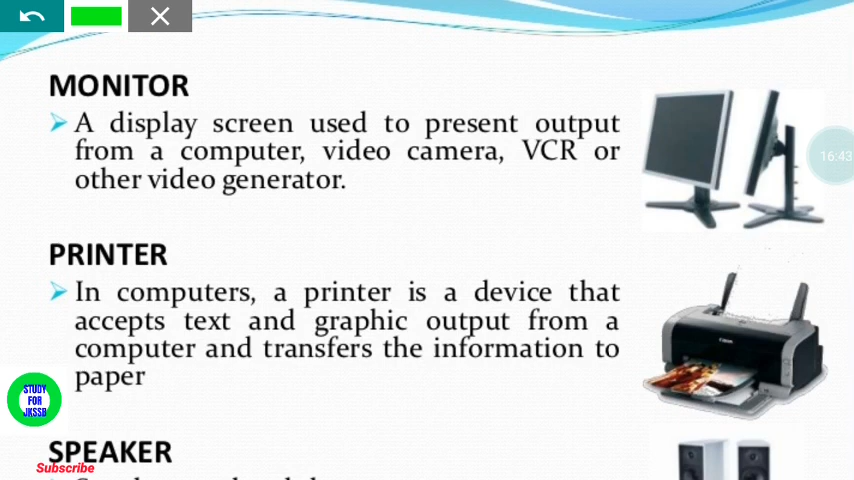 MONITOR
A display screen used to present output
from a computer, video camera, VCR or
other video generator.
16:43
PRINTER
In computers, a printer is a device that
accepts text and graphic output from a
computer and transfers the information to
paper
Canon
STUDY
FOR
JKSSB
SPEAKER
Subscribe